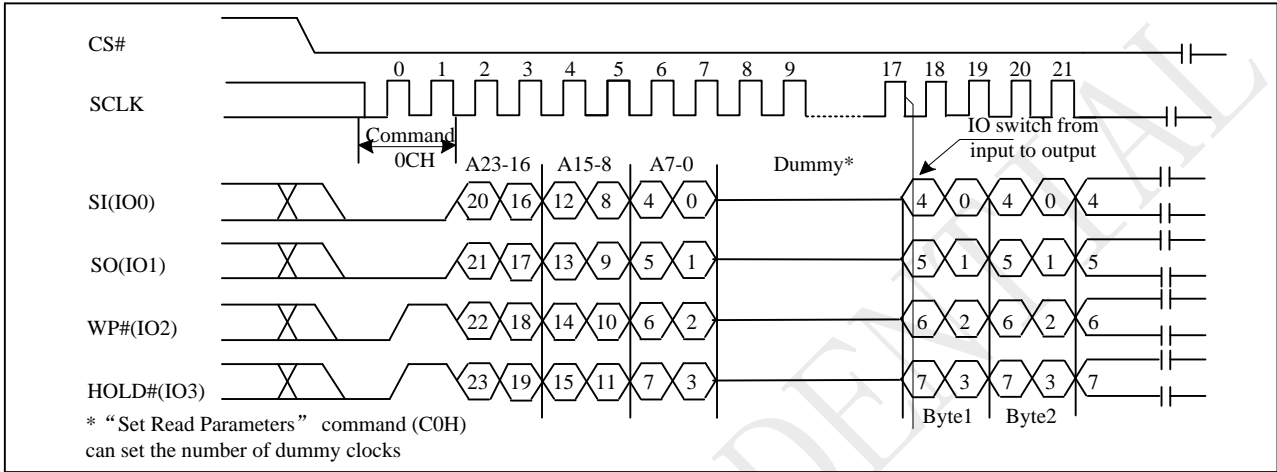 CS#
0 1 2 3 4 5 6 7 8 9 17 18 19 20 21
SCLK
Command
0CH
IO switch from
input to output
A23-16 A15-8 A7-0 Dummy*
SI(IO0) 20 16 12 8 4 0 4 0 4 0 4
SO(IO1) 21 17 13 9 5 1 5 1 5 1 5
WP#(IO2) 22 18 14 10 6 2 6 2 6 2 6
HOLD#(IO3) 23 19 15 11 7 3 7 3 7 3 7
Byte1 Byte2
* “Set Read Parameters” command (C0H)
can set the number of dummy clocks
DENTIAL